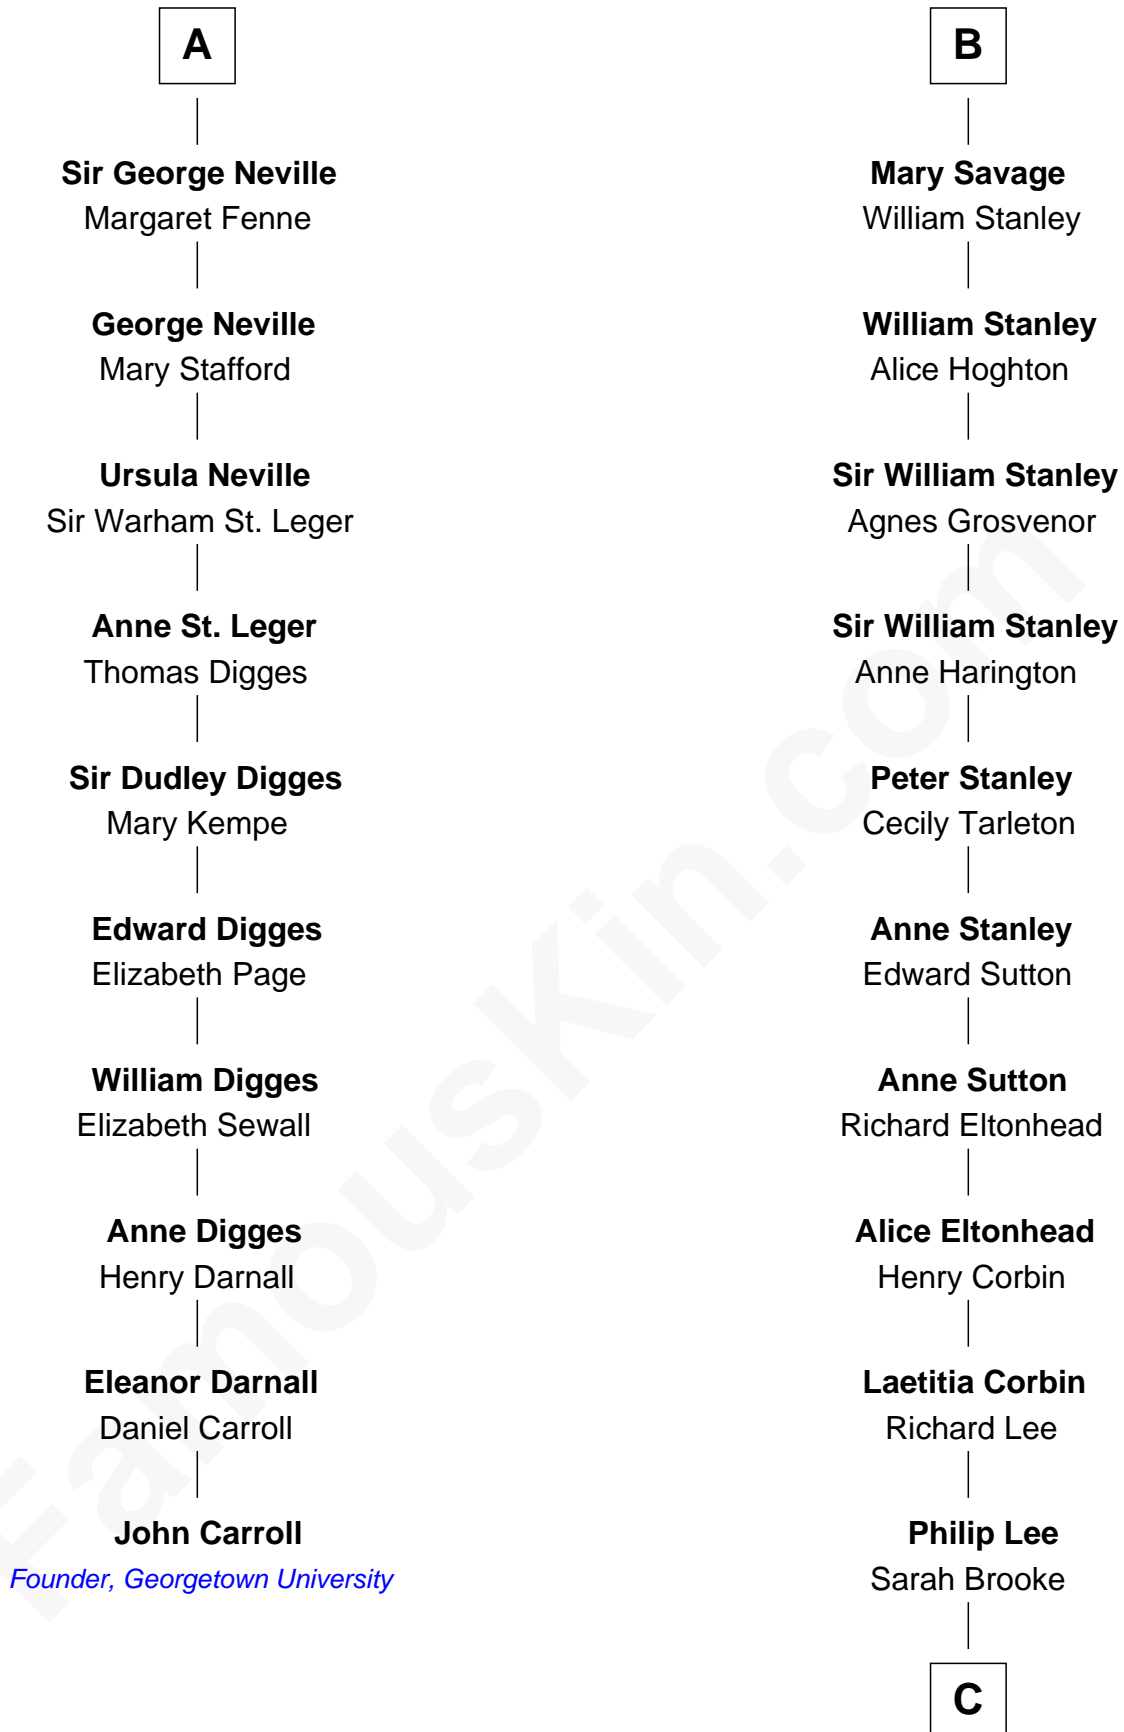 A
Sir George Neville
Margaret Fenne
George Neville
Mary Stafford
Ursula Neville
Sir Warham St. Leger
Anne St. Leger
Thomas Digges
Sir Dudley Digges
Mary Kempe
Edward Digges
Elizabeth Page
William Digges
Elizabeth Sewall
Anne Digges
Henry Darnall
Eleanor Darnall
Daniel Carroll
John Carroll
Founder, Georgetown University
B
Mary Savage
William Stanley
William Stanley
Alice Hoghton
Sir William Stanley
Agnes Grosvenor
Sir William Stanley
Anne Harington
Peter Stanley
Cecily Tarleton
Anne Stanley
Edward Sutton
Anne Sutton
Richard Eltonhead
Alice Eltonhead
Henry Corbin
Laetitia Corbin
Richard Lee
Philip Lee
Sarah Brooke
C
FamousKin.com